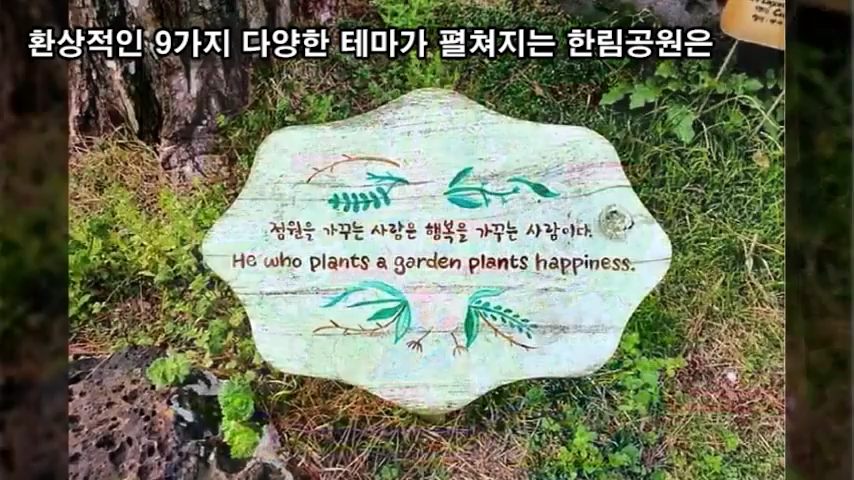 환상적인 9가지 다양한 테마가 펼쳐지는 한림공원은
정원을 가꾸는 사람은 행복을 가꾸는 사람이다.
He who plants a garden plants happiness.